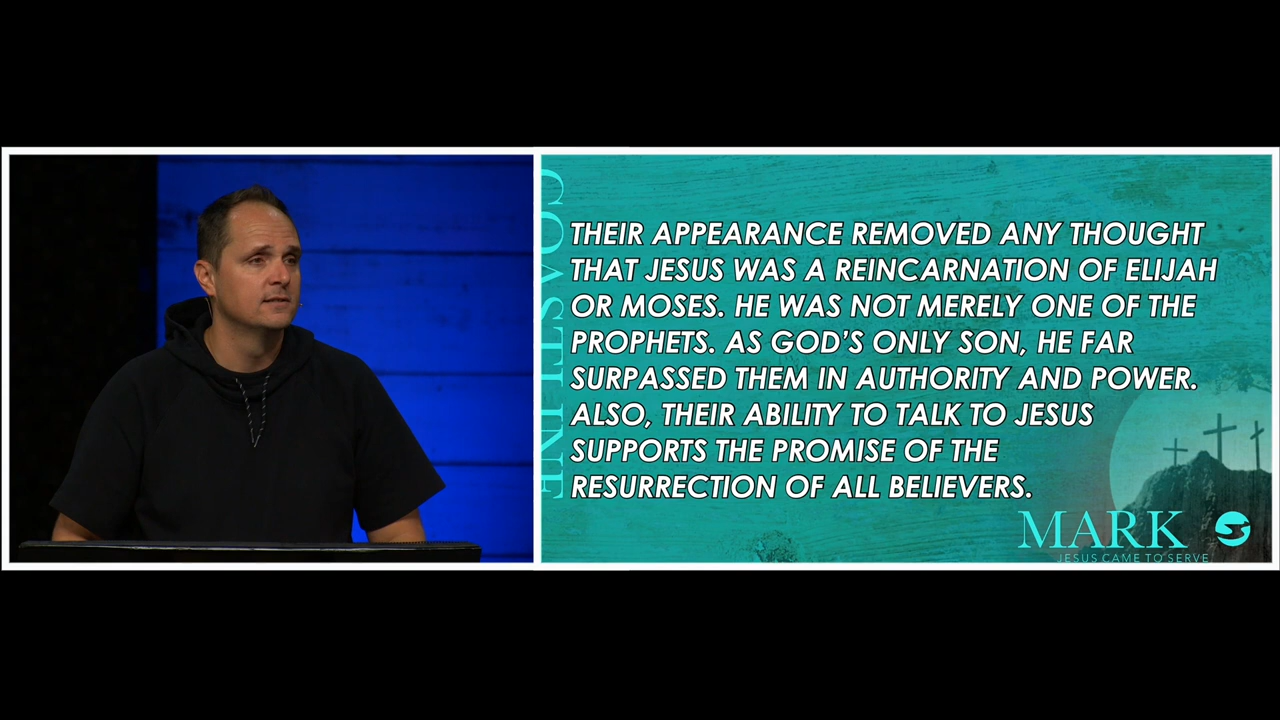 COASTLINE
THEIR APPEARANCE REMOVED ANY THOUGHT
THAT JESUS WAS A REINCARNATION OF ELIJAH
OR MOSES. HE WAS NOT MERELY ONE OF THE
PROPHETS. AS GOD'S ONLY SON, HE FAR
SURPASSED THEM IN AUTHORITY AND POWER.
ALSO, THEIR ABILITY TO TALK TO JESUS
SUPPORTS THE PROMISE OF THE
RESURRECTION OF ALL BELIEVERS.
MARK
JESUS CAME TO SERVE